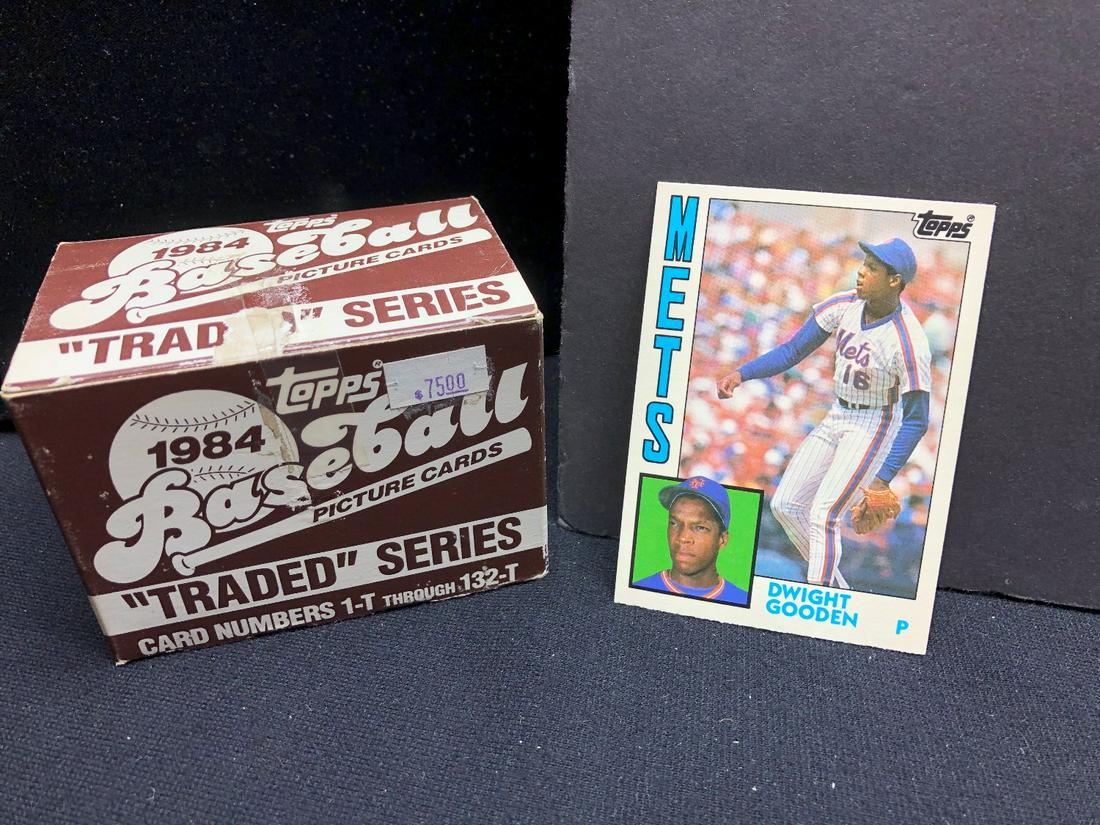 Topps
1984
Baseball
PICTURE CARDS
"TRAD D" SERIES
Topps®
$7500
1984
Baseball
PICTURE CARDS
"TRADED" SERIES
CARD NUMBERS 1-T THROUGH 132-T
METS
Topps
Mets
16
DWIGHT
GOODEN
P